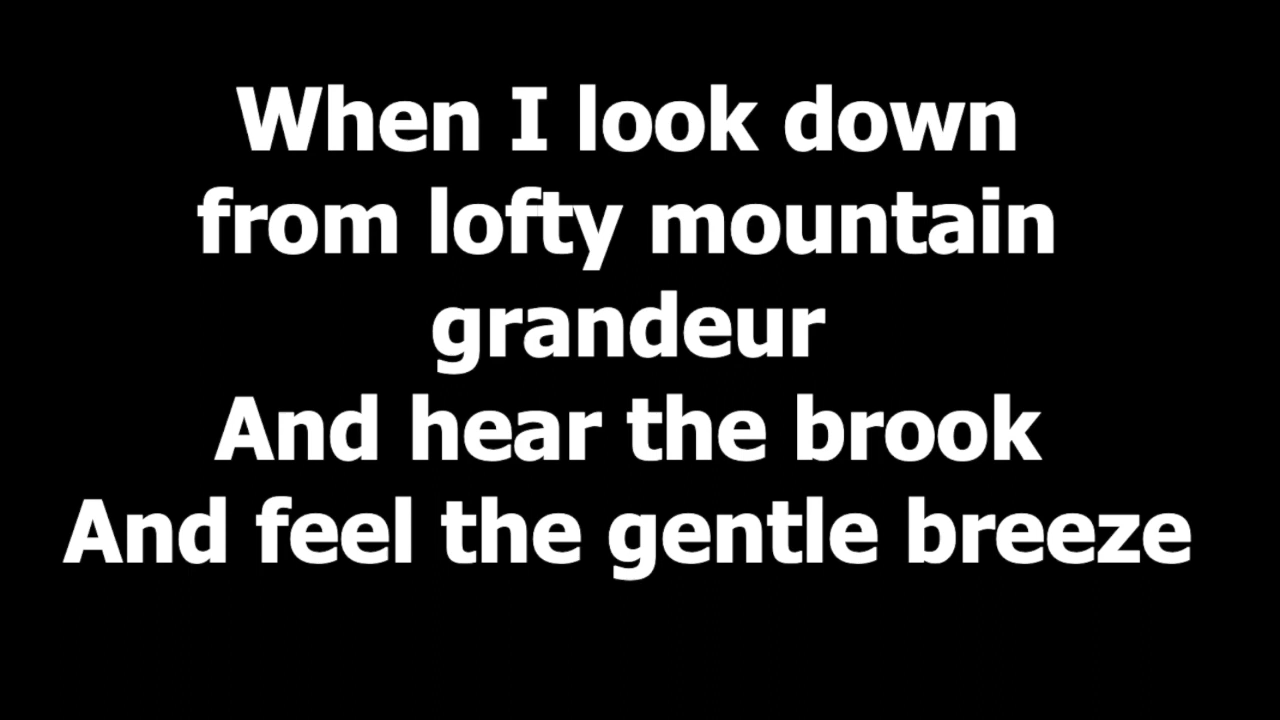 When I look down
from lofty mountain
grandeur
And hear the brook
And feel the gentle breeze